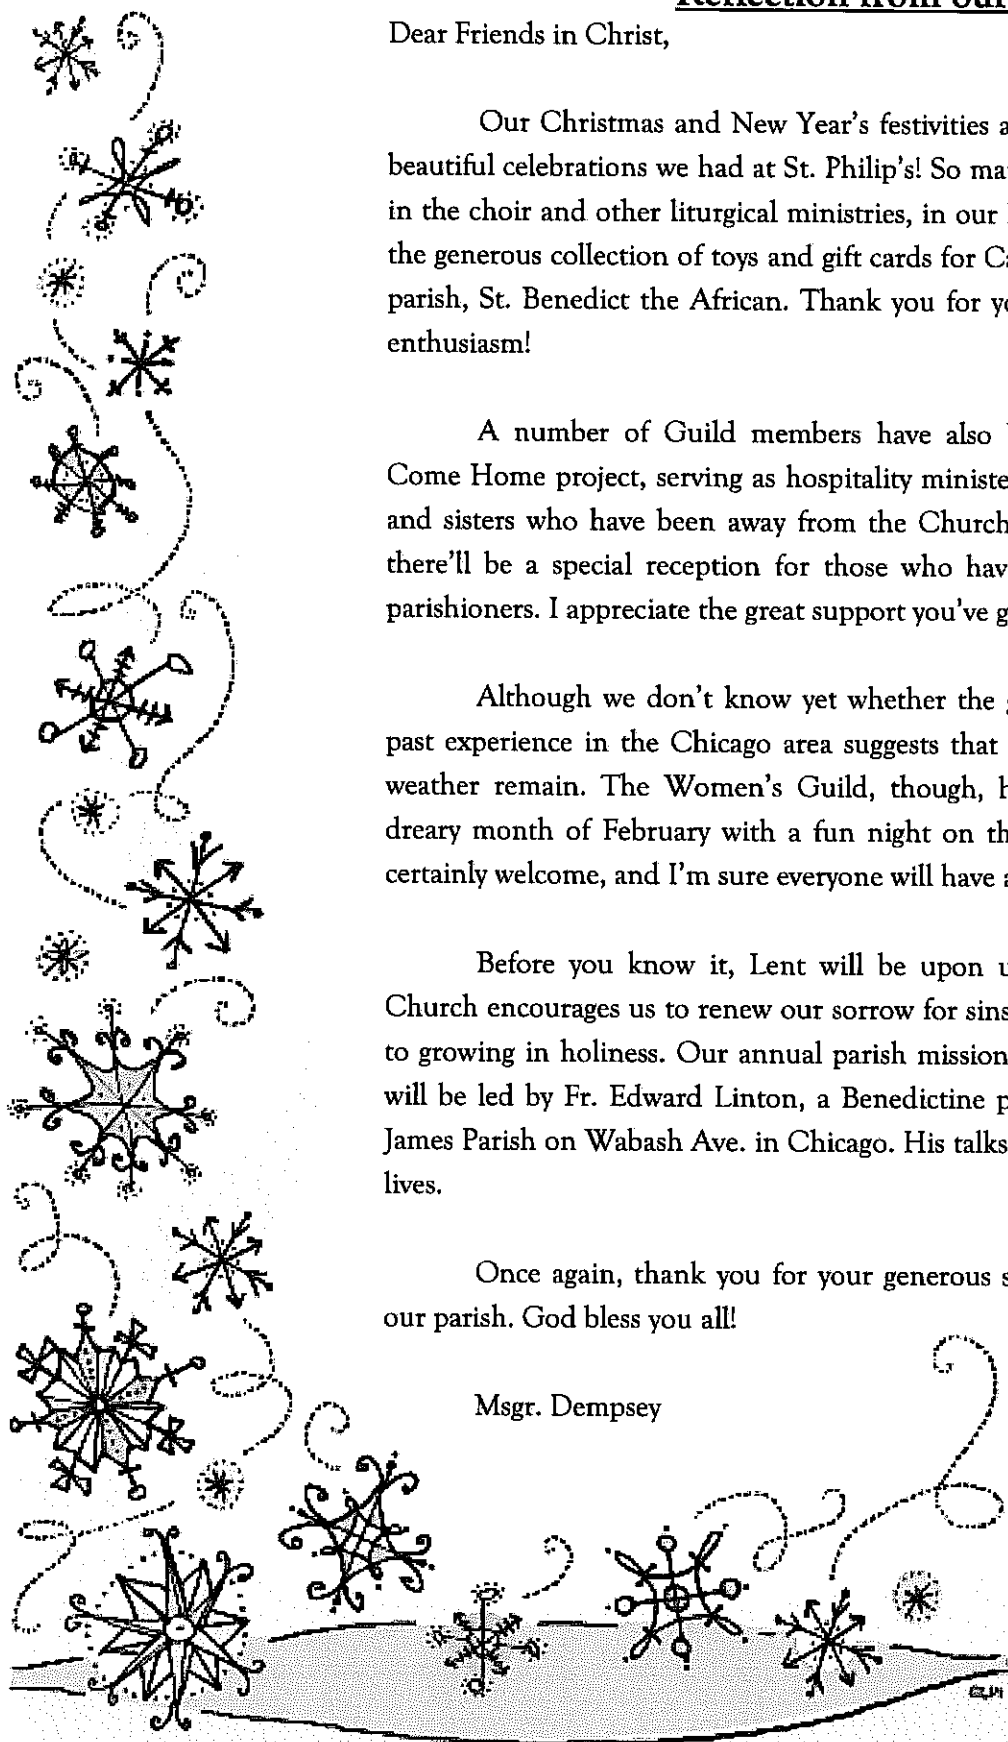 Reflection from our
Dear Friends in Christ,
Our Christmas and New Year's festivities
beautiful celebrations we had at St. Philip's! So
in the choir and other liturgical ministries, in our
the generous collection of toys and gift cards for
parish, St. Benedict the African. Thank you for
enthusiasm!
A number of Guild members have also
Come Home project, serving as hospitality
and sisters who have been away from the Church
there'll be a special reception for those who
parishioners. I appreciate the great support you've
Although we don't know yet whether the
past experience in the Chicago area suggests that
weather remain. The Women's Guild, though,
dreary month of February with a fun night on
certainly welcome, and I'm sure everyone will have
Before you know it, Lent will be upon
Church encourages us to renew our sorrow for sins
to growing in holiness. Our annual parish mission
will be led by Fr. Edward Linton, a Benedictine
James Parish on Wabash Ave. in Chicago. His talks
lives.
Once again, thank you for your generous
our parish. God bless you all!
Msgr. Dempsey